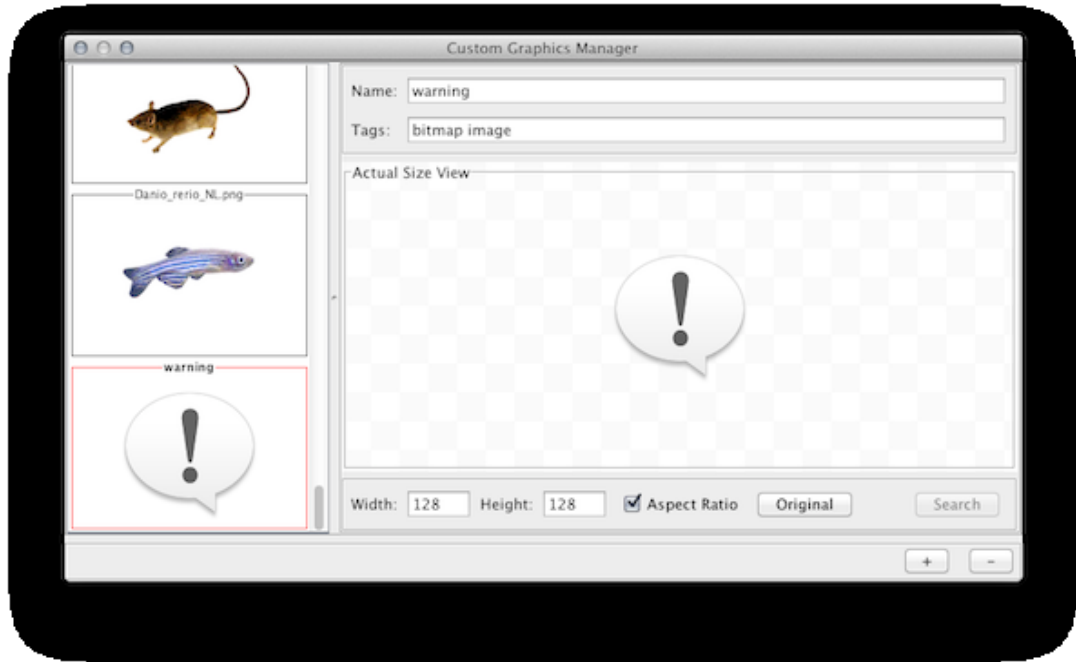 Custom Graphics Manager
Name: warning
Tags: bitmap image
Danio_rerio_NL.png
warning
Actual Size View
!
!
Width: 128 Height: 128 Aspect Ratio Original Search
+ -